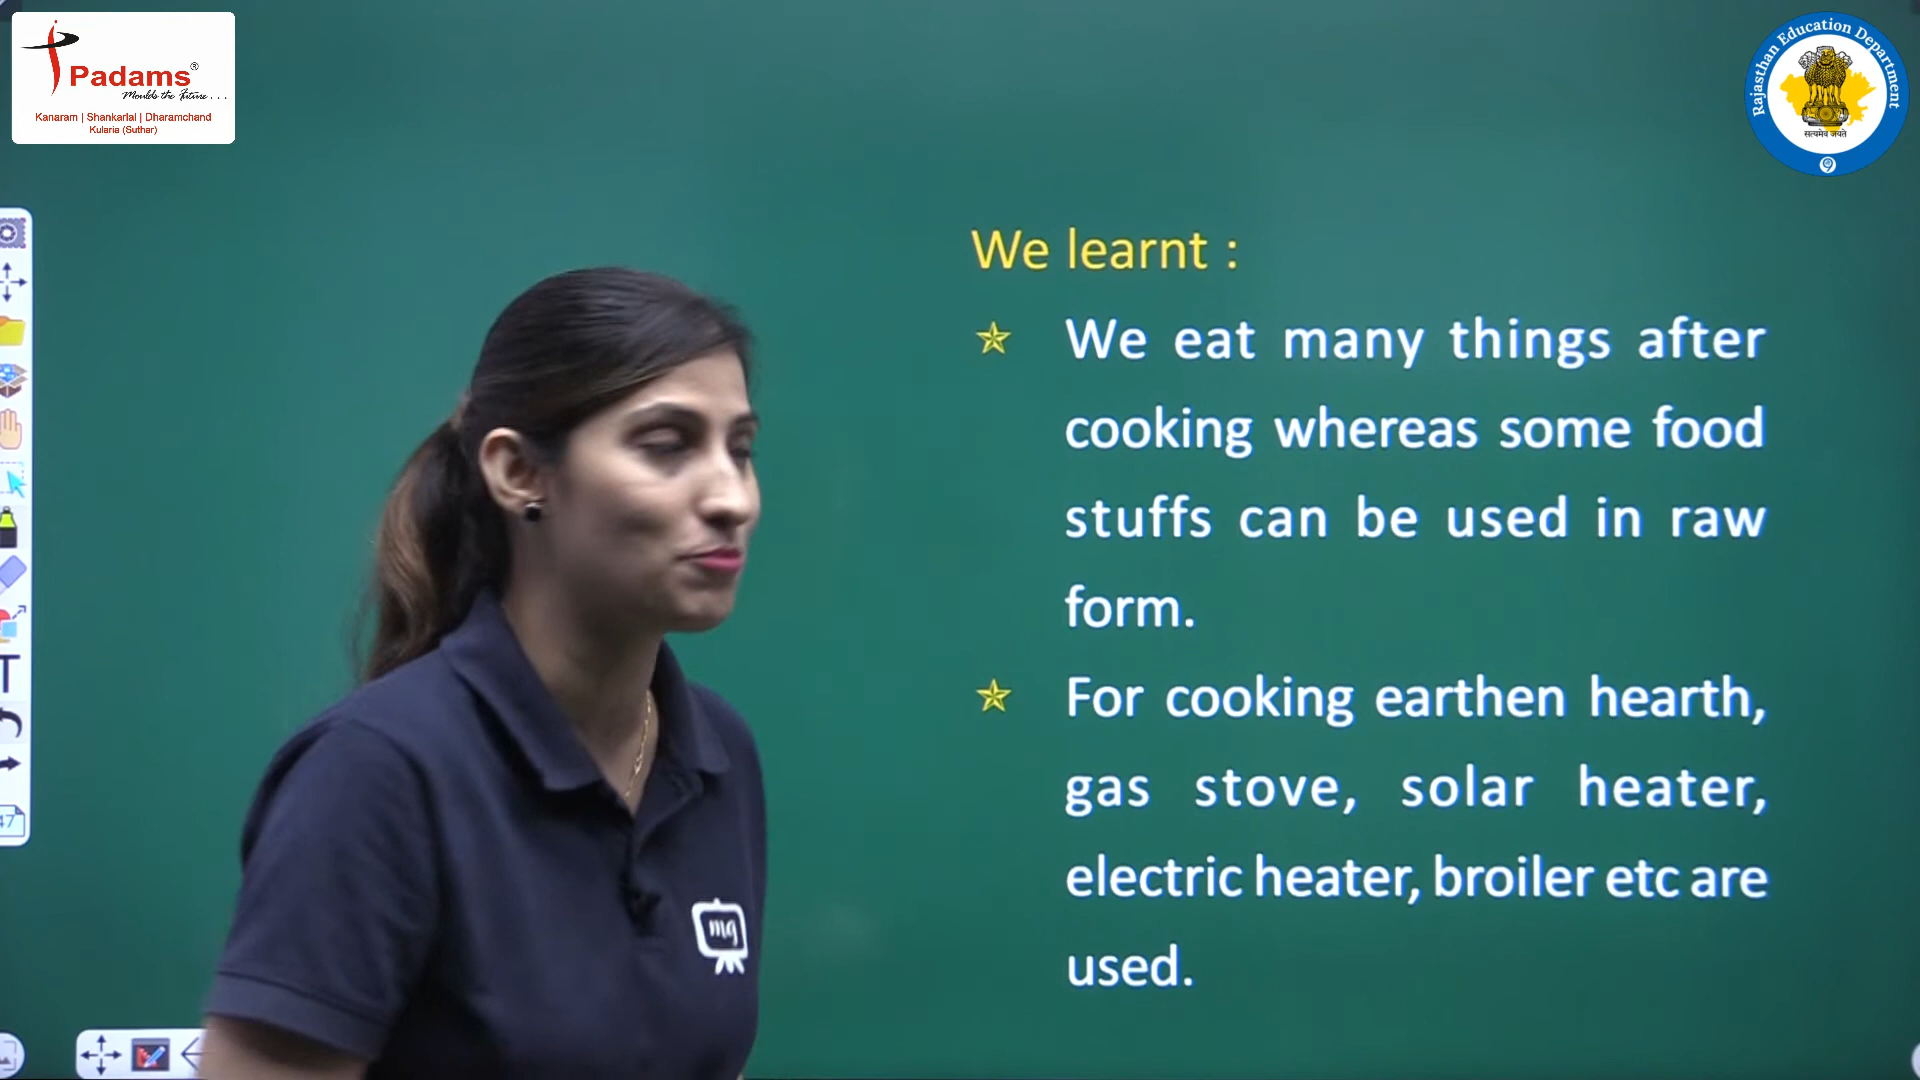 Padams®
Moulds the Future . . .
Kanaram | Shankarlal | Dharamchand
Kularia (Suthar)
Rajasthan Education Department
सत्यमेव जयते
We learnt :
We eat many things after
cooking whereas some food
stuffs can be used in raw
form.
For cooking earthen hearth,
gas stove, solar heater,
electric heater, broiler etc are
used.
mg
T
47